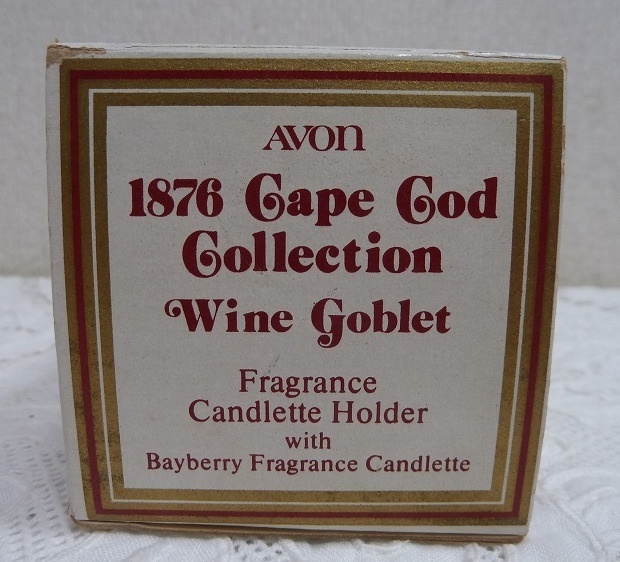 AVON
1876 Cape Cod
Collection
Wine Goblet
Fragrance
Candlette Holder
with
Bayberry Fragrance Candlette